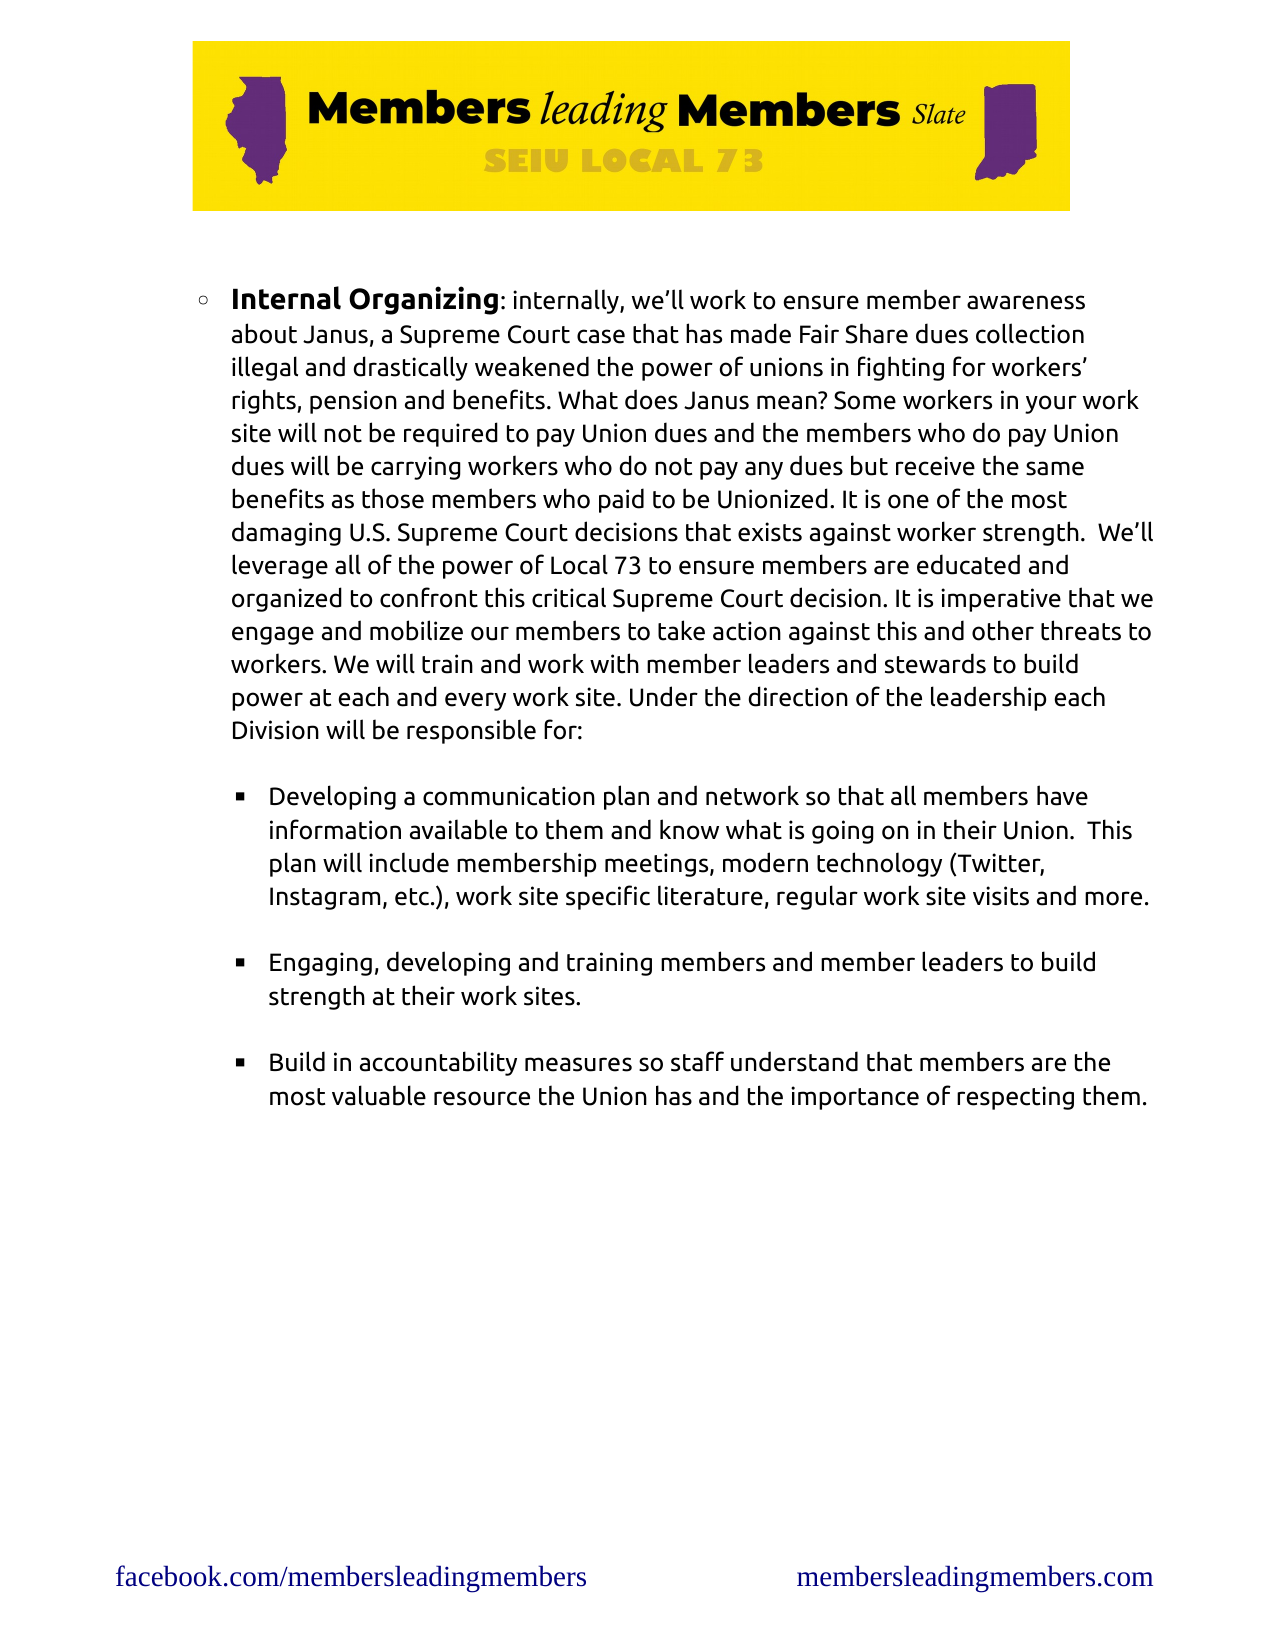 Members leading Members Slate
SEIU LOCAL 73
○ Internal Organizing: internally, we’ll work to ensure member awareness
about Janus, a Supreme Court case that has made Fair Share dues collection
illegal and drastically weakened the power of unions in fighting for workers’
rights, pension and benefits. What does Janus mean? Some workers in your work
site will not be required to pay Union dues and the members who do pay Union
dues will be carrying workers who do not pay any dues but receive the same
benefits as those members who paid to be Unionized. It is one of the most
damaging U.S. Supreme Court decisions that exists against worker strength.  We’ll
leverage all of the power of Local 73 to ensure members are educated and
organized to confront this critical Supreme Court decision. It is imperative that we
engage and mobilize our members to take action against this and other threats to
workers. We will train and work with member leaders and stewards to build
power at each and every work site. Under the direction of the leadership each
Division will be responsible for:
▪ Developing a communication plan and network so that all members have
information available to them and know what is going on in their Union.  This
plan will include membership meetings, modern technology (Twitter,
Instagram, etc.), work site specific literature, regular work site visits and more.
▪ Engaging, developing and training members and member leaders to build
strength at their work sites.
▪ Build in accountability measures so staff understand that members are the
most valuable resource the Union has and the importance of respecting them.
facebook.com/membersleadingmembers membersleadingmembers.com